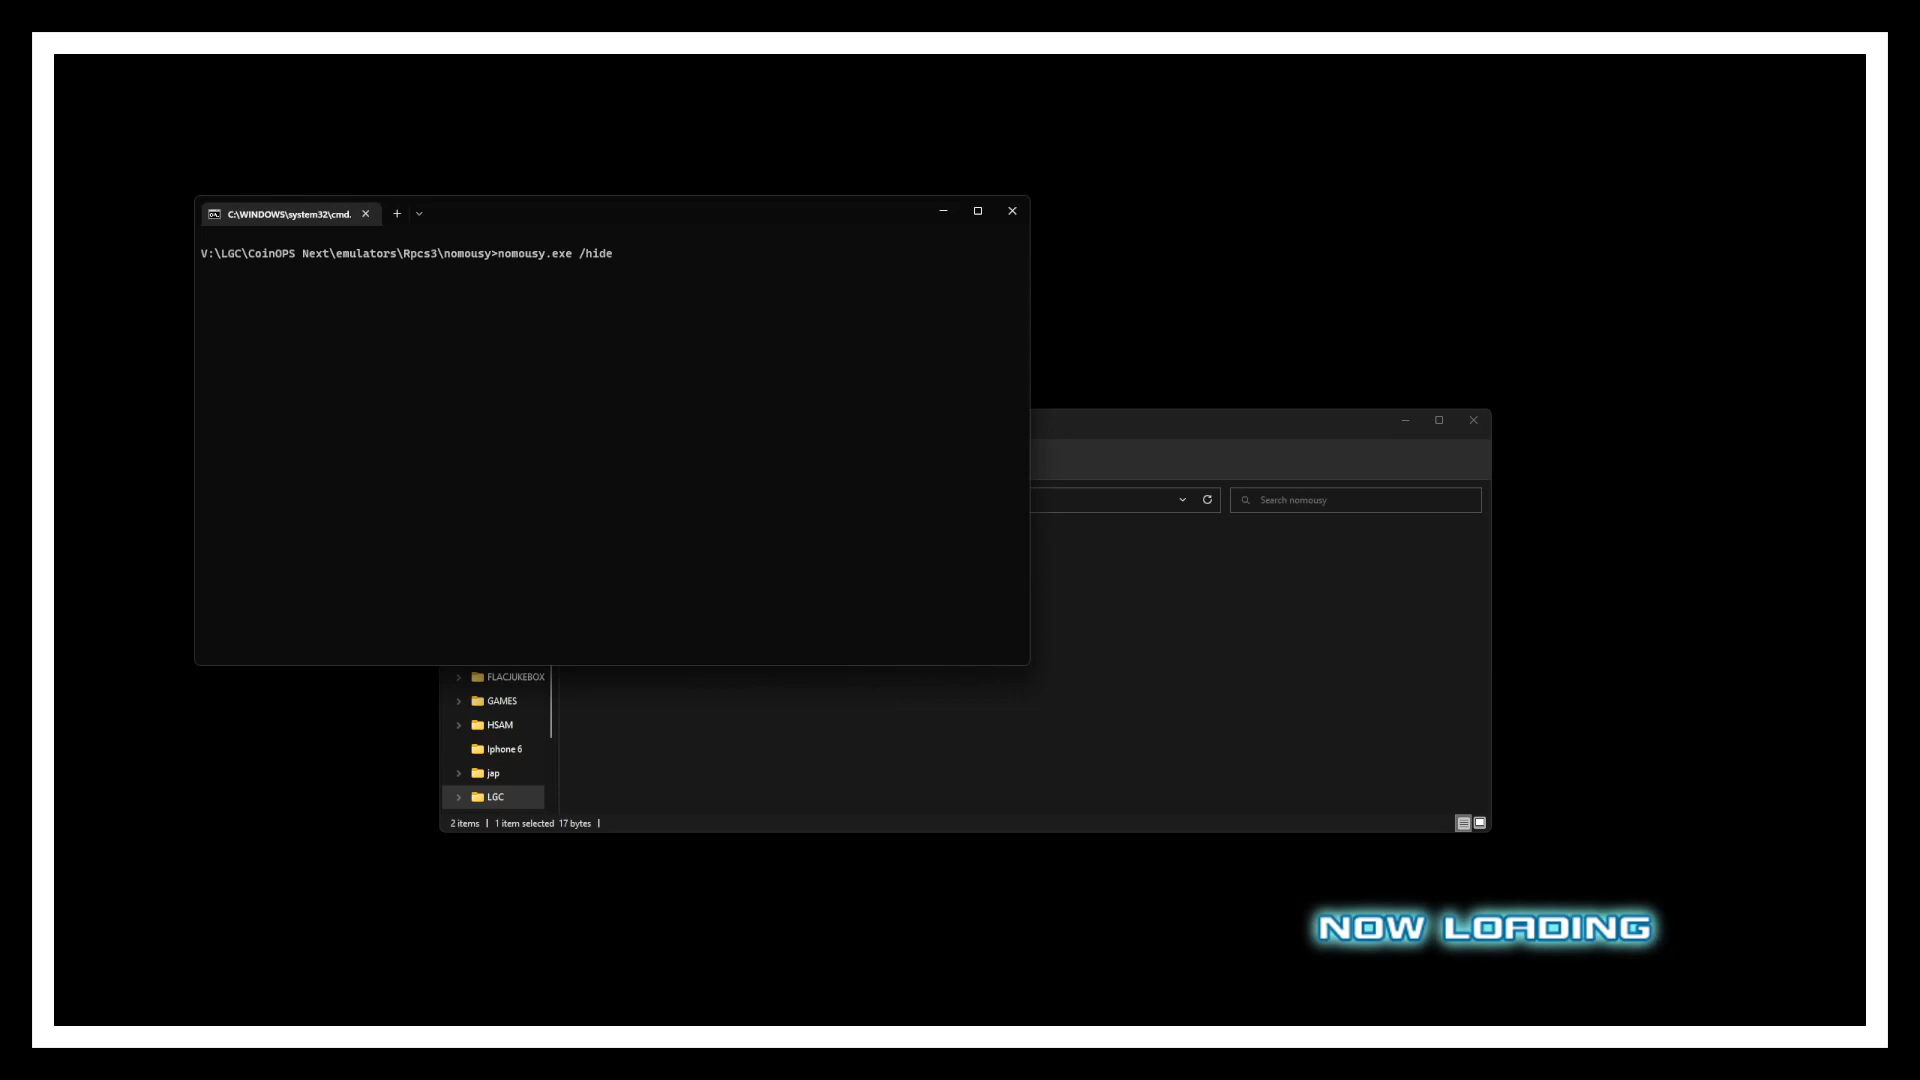 C:\WINDOWS\system32\cmd.
V:\LGC\CoinOPS Next\emulators\Rpcs3\nomousy>nomousy.exe /hide
Search nomousy
FLACJUKEBOX
GAMES
HSAM
Iphone 6
jap
LGC
2 items | 1 item selected 17 bytes |
NOW LOADING